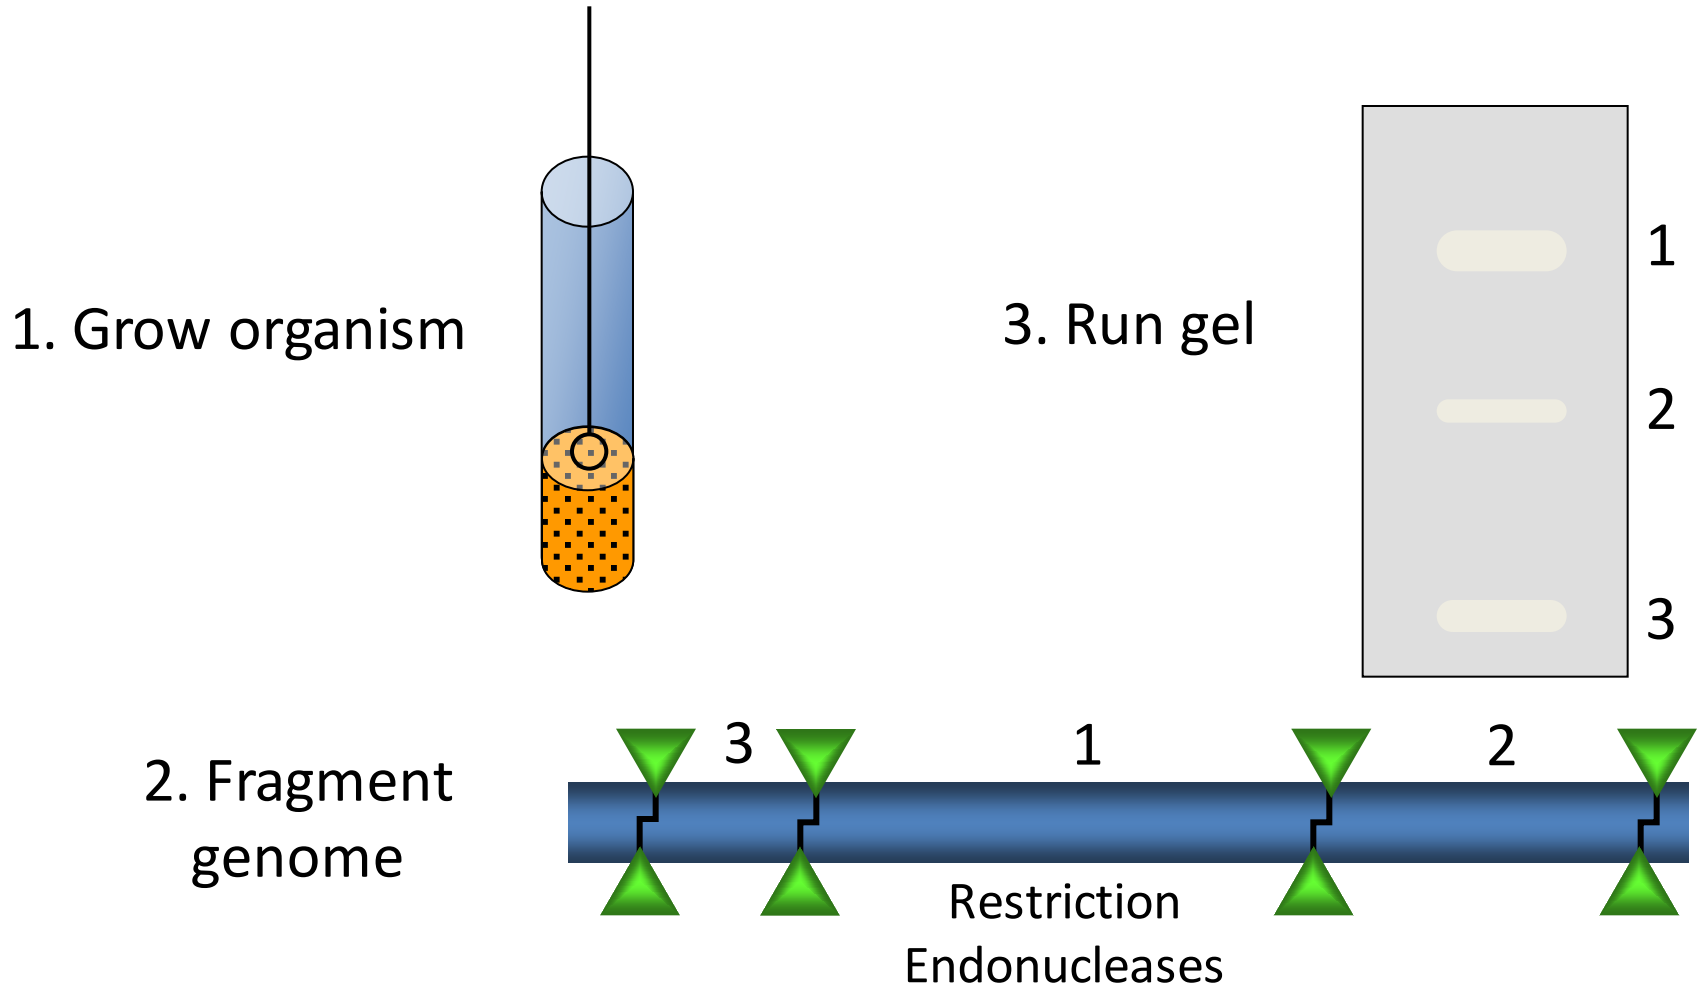 1. Grow organism
3. Run gel
1
2
3
2. Fragment
genome
3
1
2
Restriction
Endonucleases